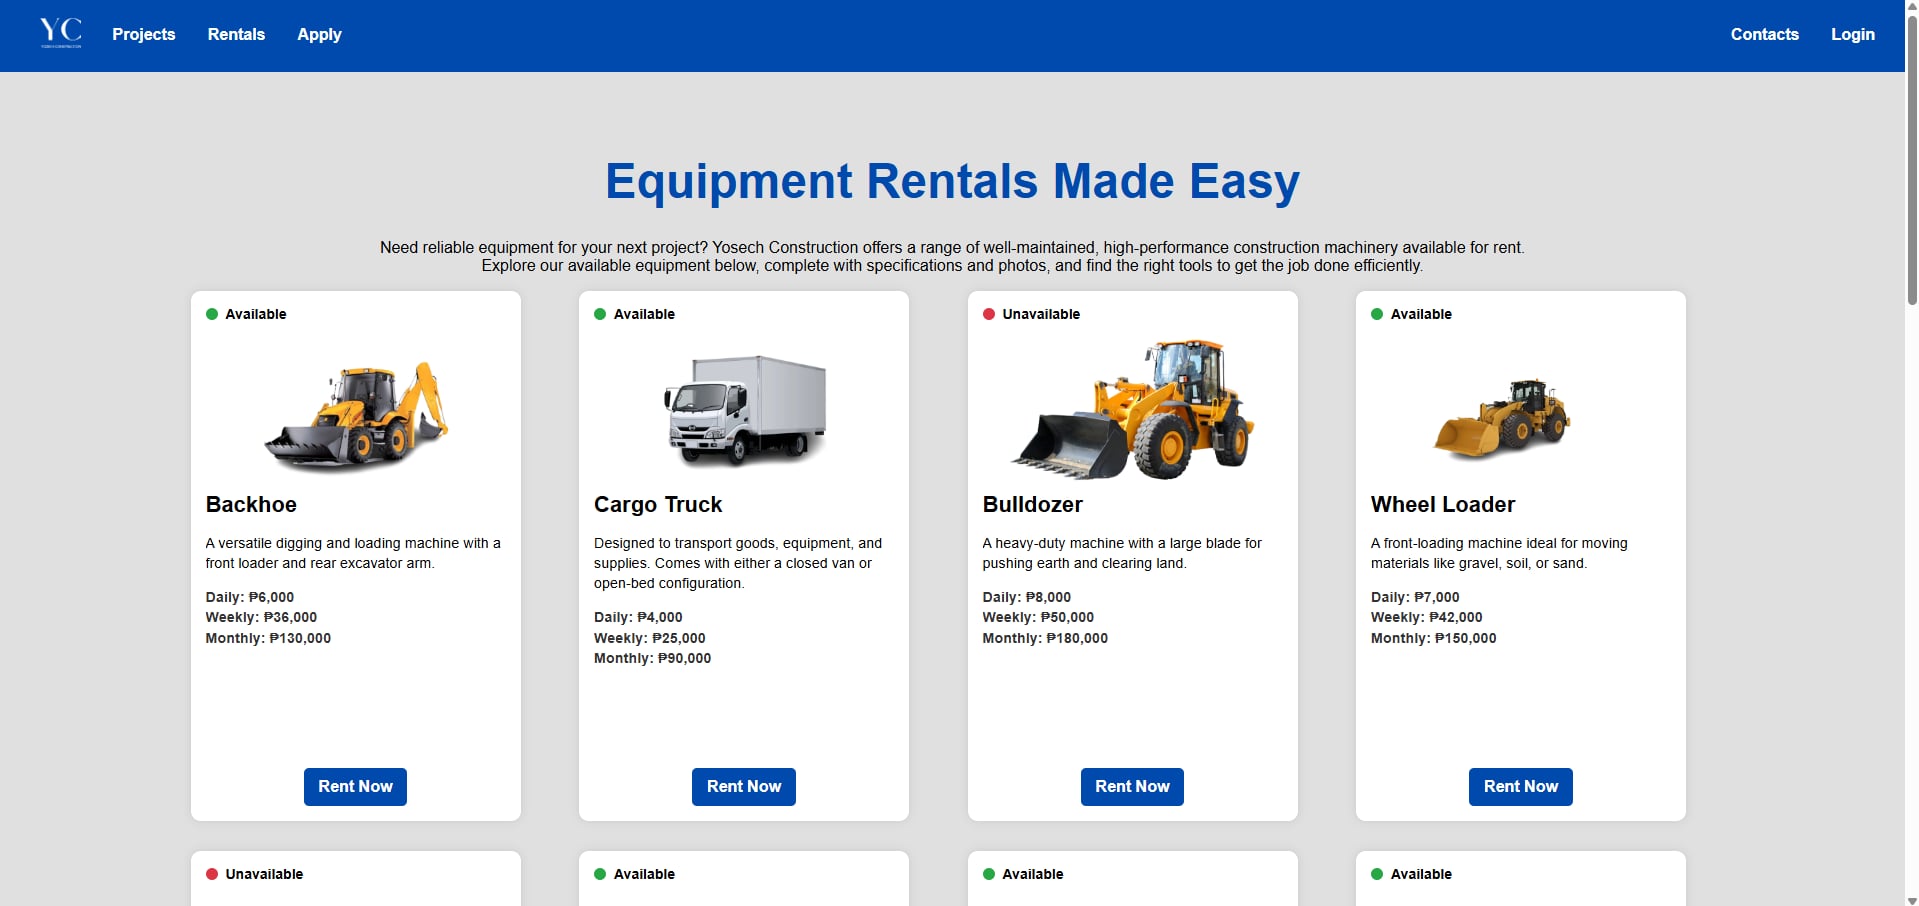 YC
Projects
Rentals
Apply
Contacts
Login
Equipment Rentals Made Easy
Need reliable equipment for your next project? Yosech Construction offers a range of well-maintained, high-performance construction machinery available for rent.
Explore our available equipment below, complete with specifications and photos, and find the right tools to get the job done efficiently.
Available
Backhoe
A versatile digging and loading machine with a
front loader and rear excavator arm.
Daily: ₱6,000
Weekly: ₱36,000
Monthly: ₱130,000
Rent Now
Available
Cargo Truck
Designed to transport goods, equipment, and
supplies. Comes with either a closed van or
open-bed configuration.
Daily: ₱4,000
Weekly: ₱25,000
Monthly: ₱90,000
Rent Now
Unavailable
Bulldozer
A heavy-duty machine with a large blade for
pushing earth and clearing land.
Daily: ₱8,000
Weekly: ₱50,000
Monthly: ₱180,000
Rent Now
Available
Wheel Loader
A front-loading machine ideal for moving
materials like gravel, soil, or sand.
Daily: ₱7,000
Weekly: ₱42,000
Monthly: ₱150,000
Rent Now
Unavailable
Available
Available
Available